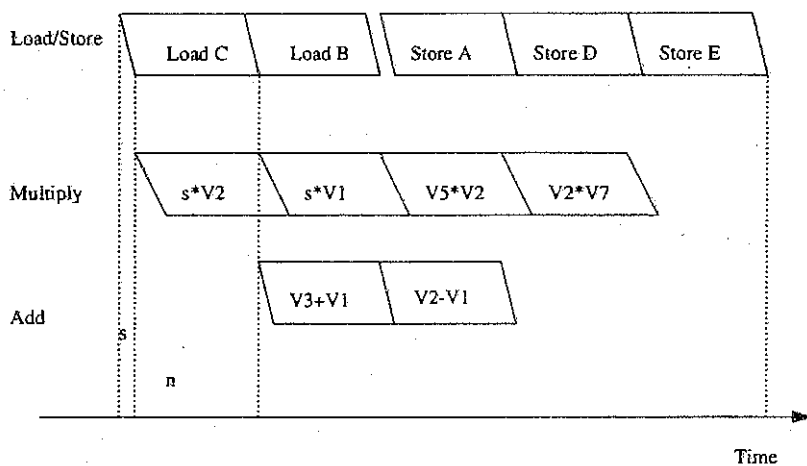 Load/Store
Load C
Load B
Store A
Store D
Store E
Multiply
s*V2
s*V1
V5*V2
V2*V7
Add
V3+V1
V2-V1
s
n
Time